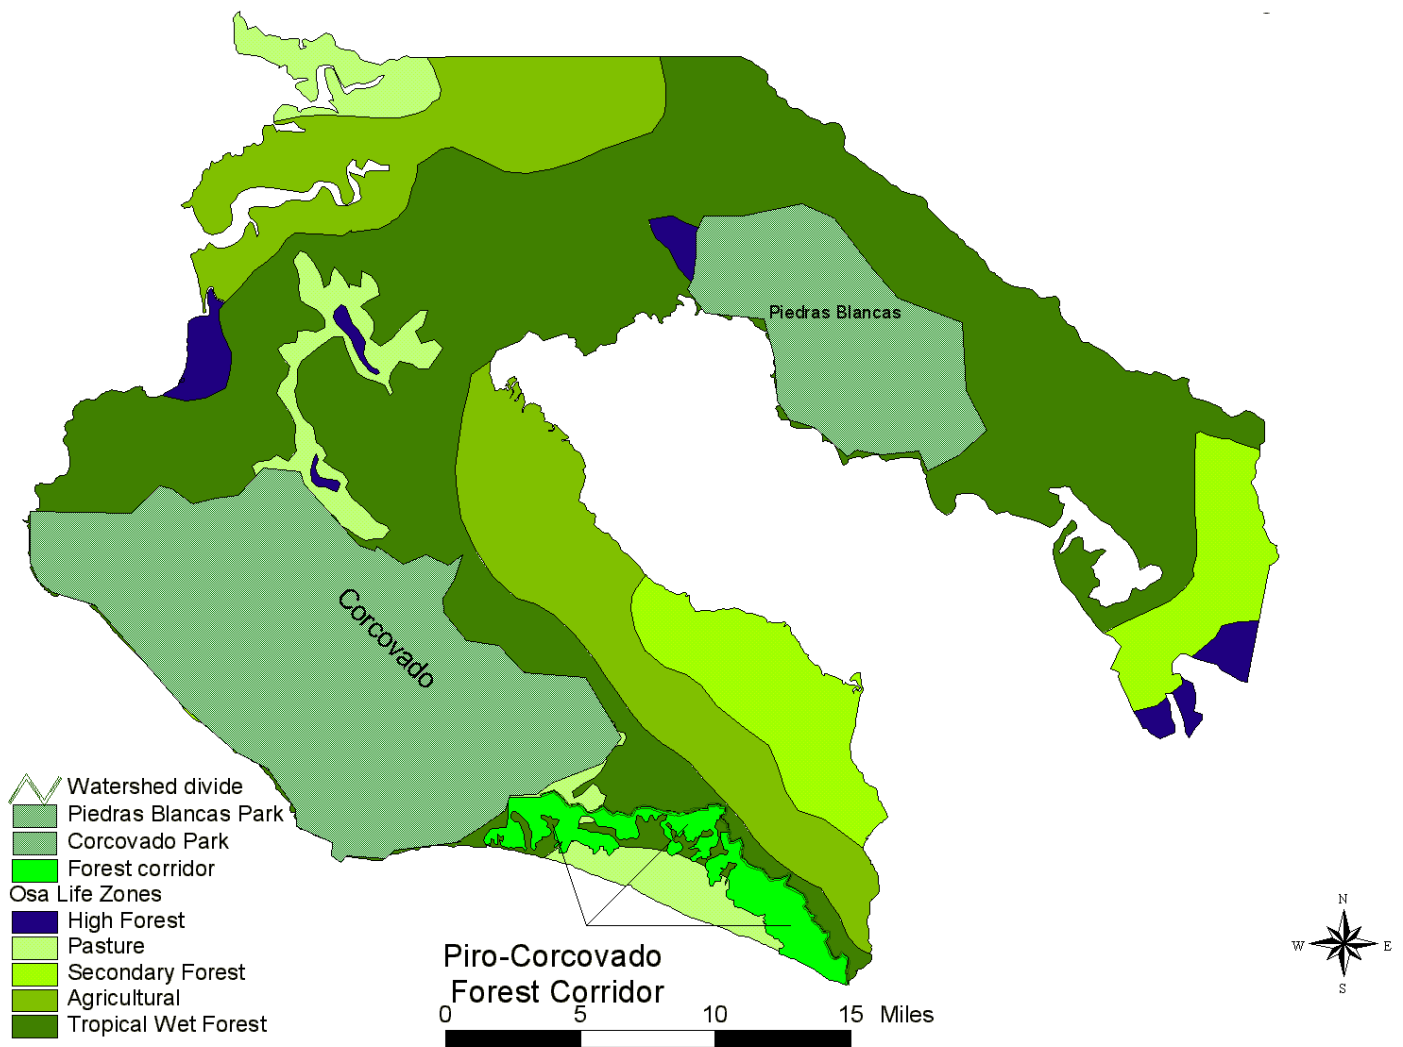 Piedras Blancas
Corcovado
Watershed divide
Piedras Blancas Park
Corcovado Park
Forest corridor
Osa Life Zones
High Forest
Pasture
Secondary Forest
Agricultural
Tropical Wet Forest
Piro-Corcovado
Forest Corridor
0 5 10 15 Miles
N
W E
S